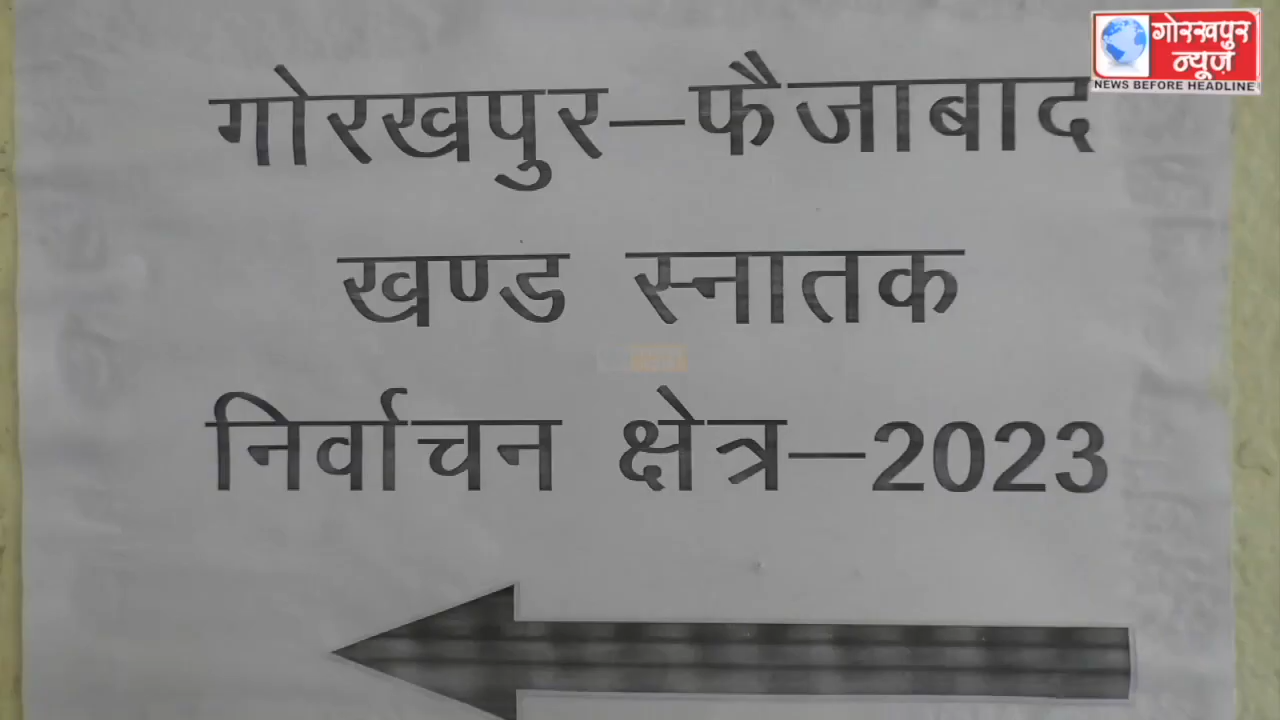 गोरखपुर
न्यूज़
NEWS BEFORE HEADLINE
गोरखपुर–फैजाबाद
खण्ड स्नातक
निर्वाचन क्षेत्र–2023